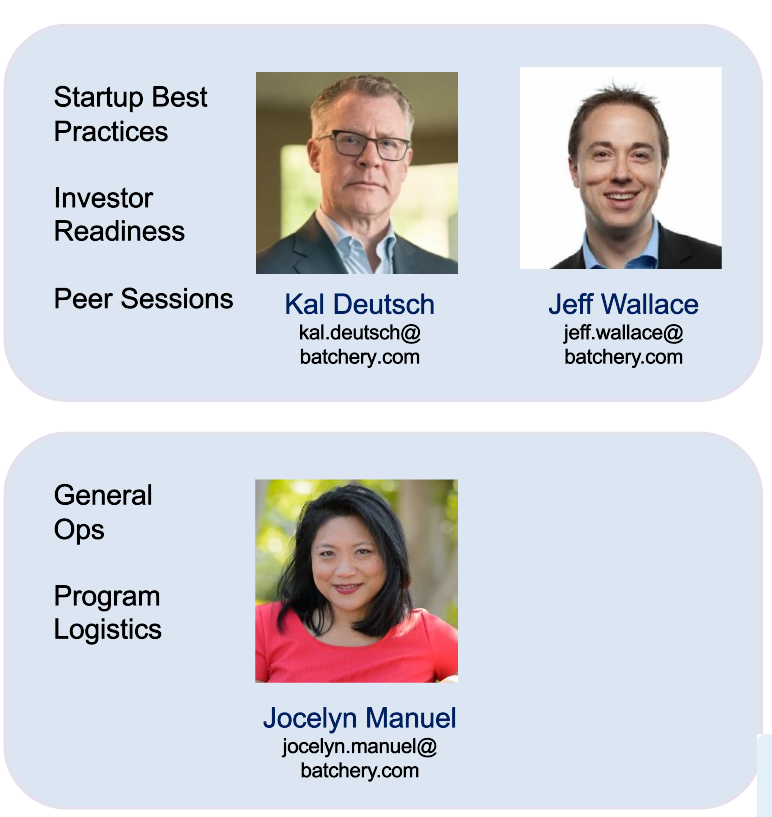 Startup Best
Practices
Investor
Readiness
Peer Sessions
Kal Deutsch
kal.deutsch@
batchery.com
Jeff Wallace
jeff.wallace@
batchery.com
General
Ops
Program
Logistics
Jocelyn Manuel
jocelyn.manuel@
batchery.com